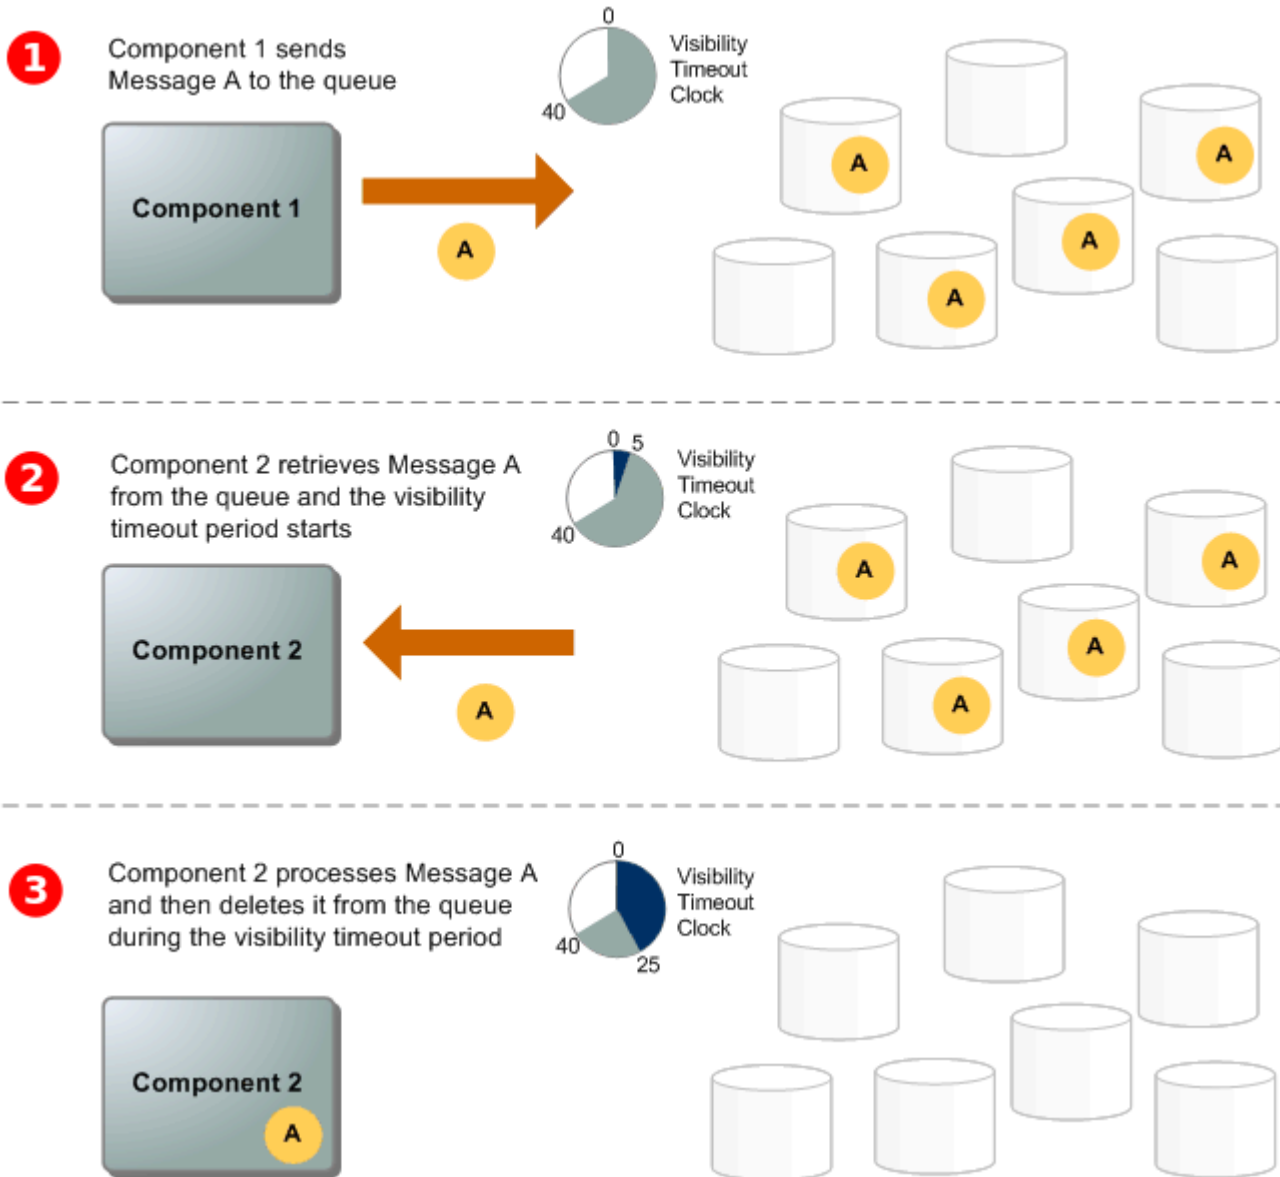 1
Component 1 sends
Message A to the queue
0
40
Visibility
Timeout
Clock
Component 1
A
A
A
A
A
2
Component 2 retrieves Message A
from the queue and the visibility
timeout period starts
0 5
40
Visibility
Timeout
Clock
Component 2
A
A
A
A
A
3
Component 2 processes Message A
and then deletes it from the queue
during the visibility timeout period
0
40
25
Visibility
Timeout
Clock
Component 2
A